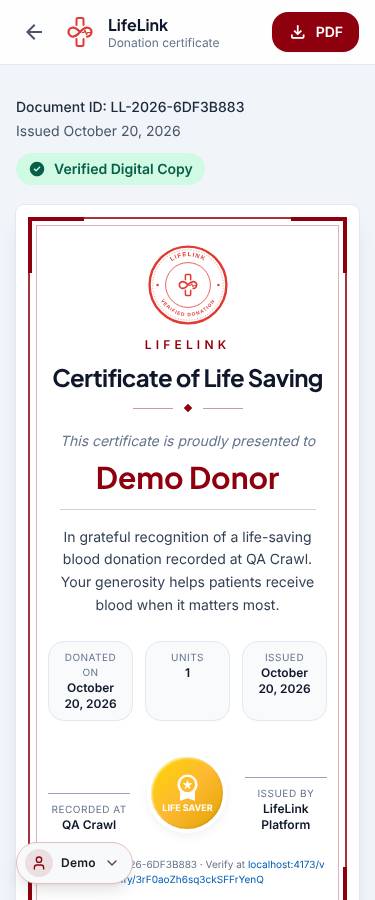 LifeLink
Donation certificate
PDF
Document ID: LL-2026-6DF3B883
Issued October 20, 2026
Verified Digital Copy
LIFELINK
VERIFIED DONATION
LIFELINK
Certificate of Life Saving
This certificate is proudly presented to
Demo Donor
In grateful recognition of a life-saving
blood donation recorded at QA Crawl.
Your generosity helps patients receive
blood when it matters most.
DONATED
ON
October
20, 2026
UNITS
1
ISSUED
October
20, 2026
RECORDED AT
QA Crawl
LIFE SAVER
ISSUED BY
LifeLink
Platform
26-6DF3B883 · Verify at localhost:4173/v
/3rF0aoZh6sq3ckSFFrYenQ
Demo